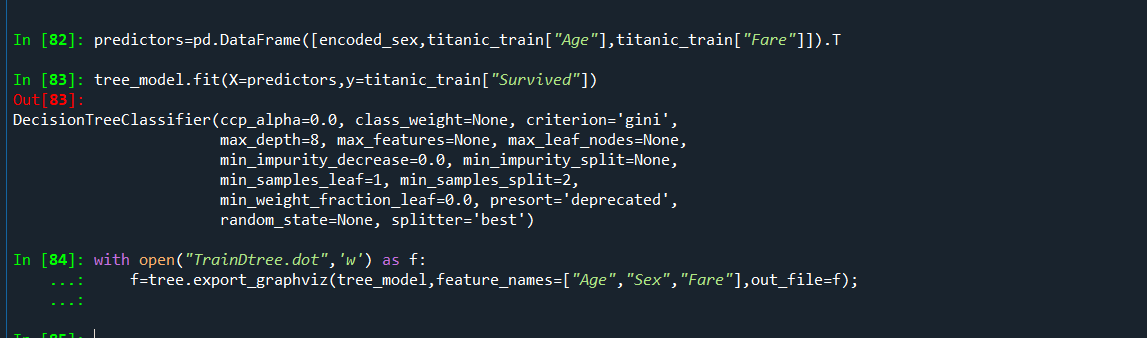 In [82]: predictors=pd.DataFrame([encoded_sex,titanic_train["Age"],titanic_train["Fare"]]).T
In [83]: tree_model.fit(X=predictors,y=titanic_train["Survived"])
Out[83]:
DecisionTreeClassifier(ccp_alpha=0.0, class_weight=None, criterion='gini',
max_depth=8, max_features=None, max_leaf_nodes=None,
min_impurity_decrease=0.0, min_impurity_split=None,
min_samples_leaf=1, min_samples_split=2,
min_weight_fraction_leaf=0.0, presort='deprecated',
random_state=None, splitter='best')
In [84]: with open("TrainDtree.dot",'w') as f:
...:     f=tree.export_graphviz(tree_model,feature_names=["Age","Sex","Fare"],out_file=f);
...:
In [85]: